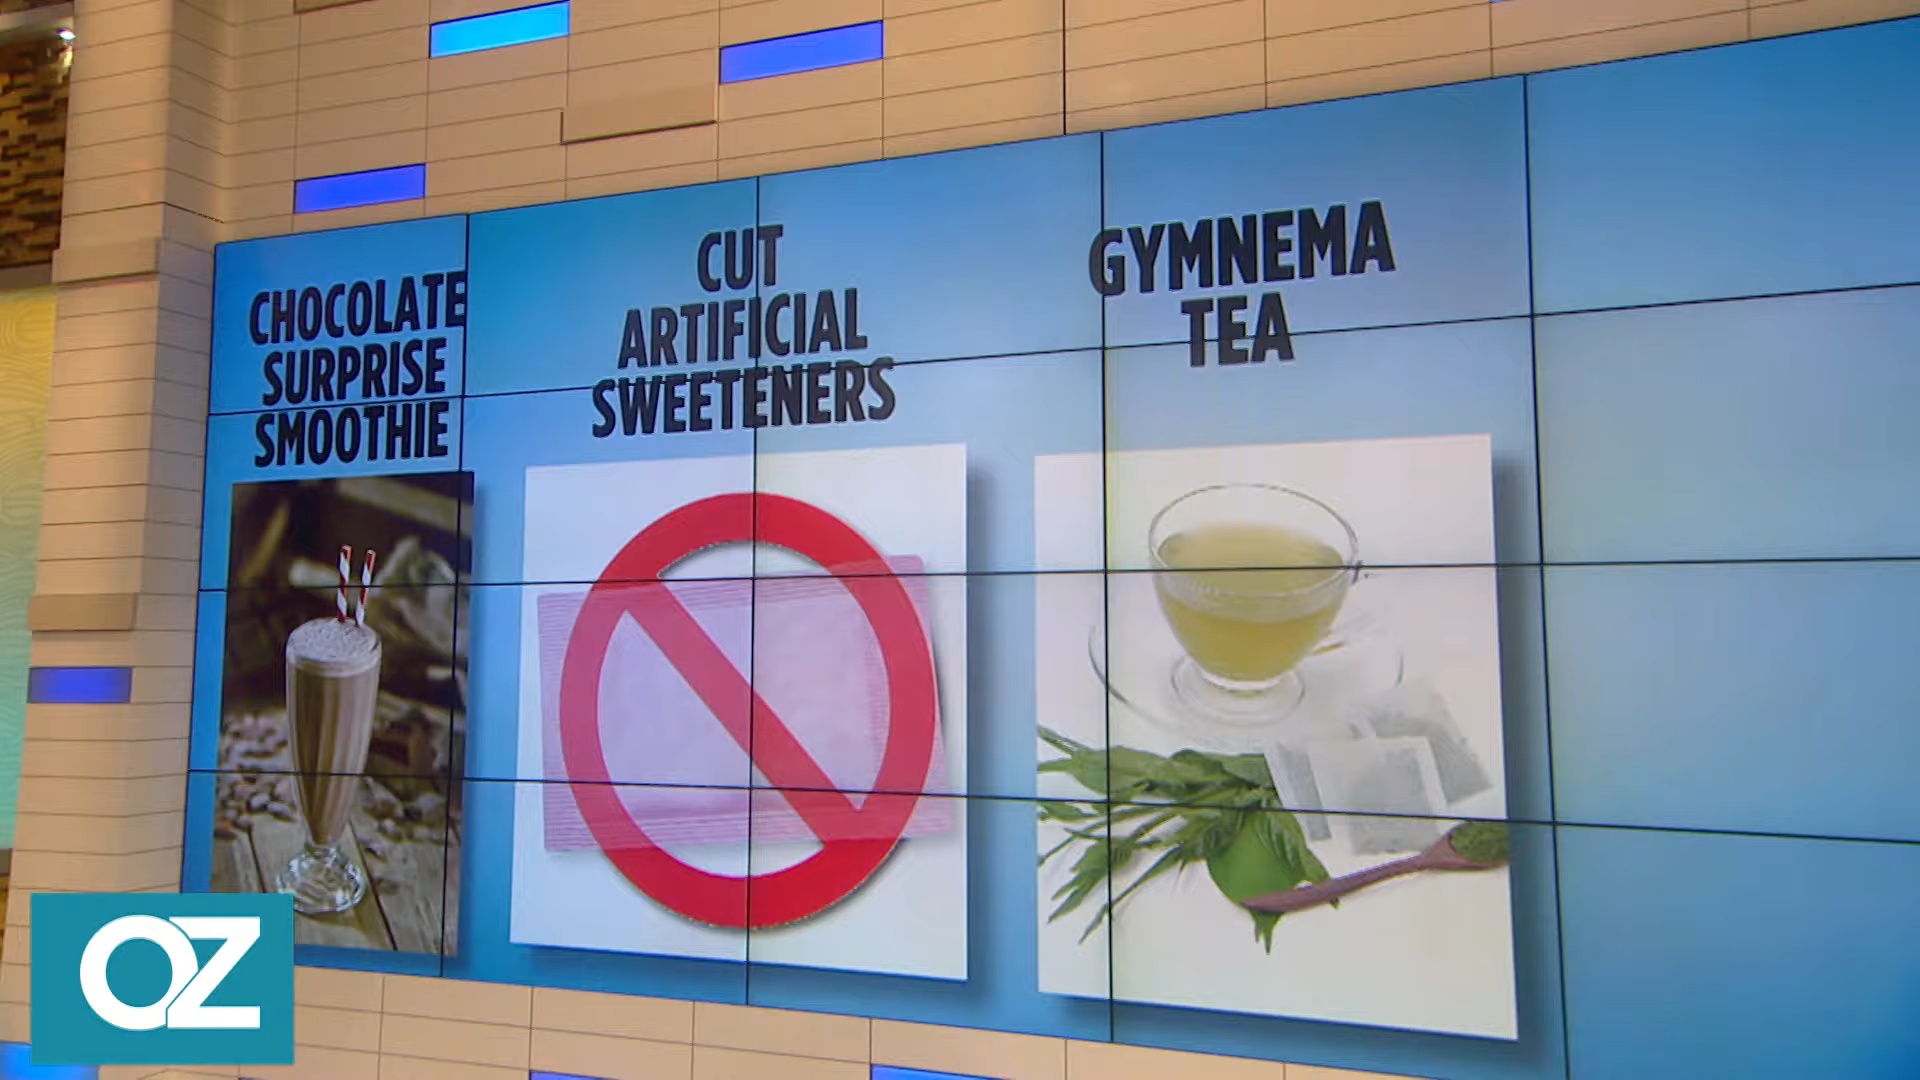 CHOCOLATE
SURPRISE
SMOOTHIE
CUT
ARTIFICIAL
SWEETENERS
GYMNEMA
TEA
OZ